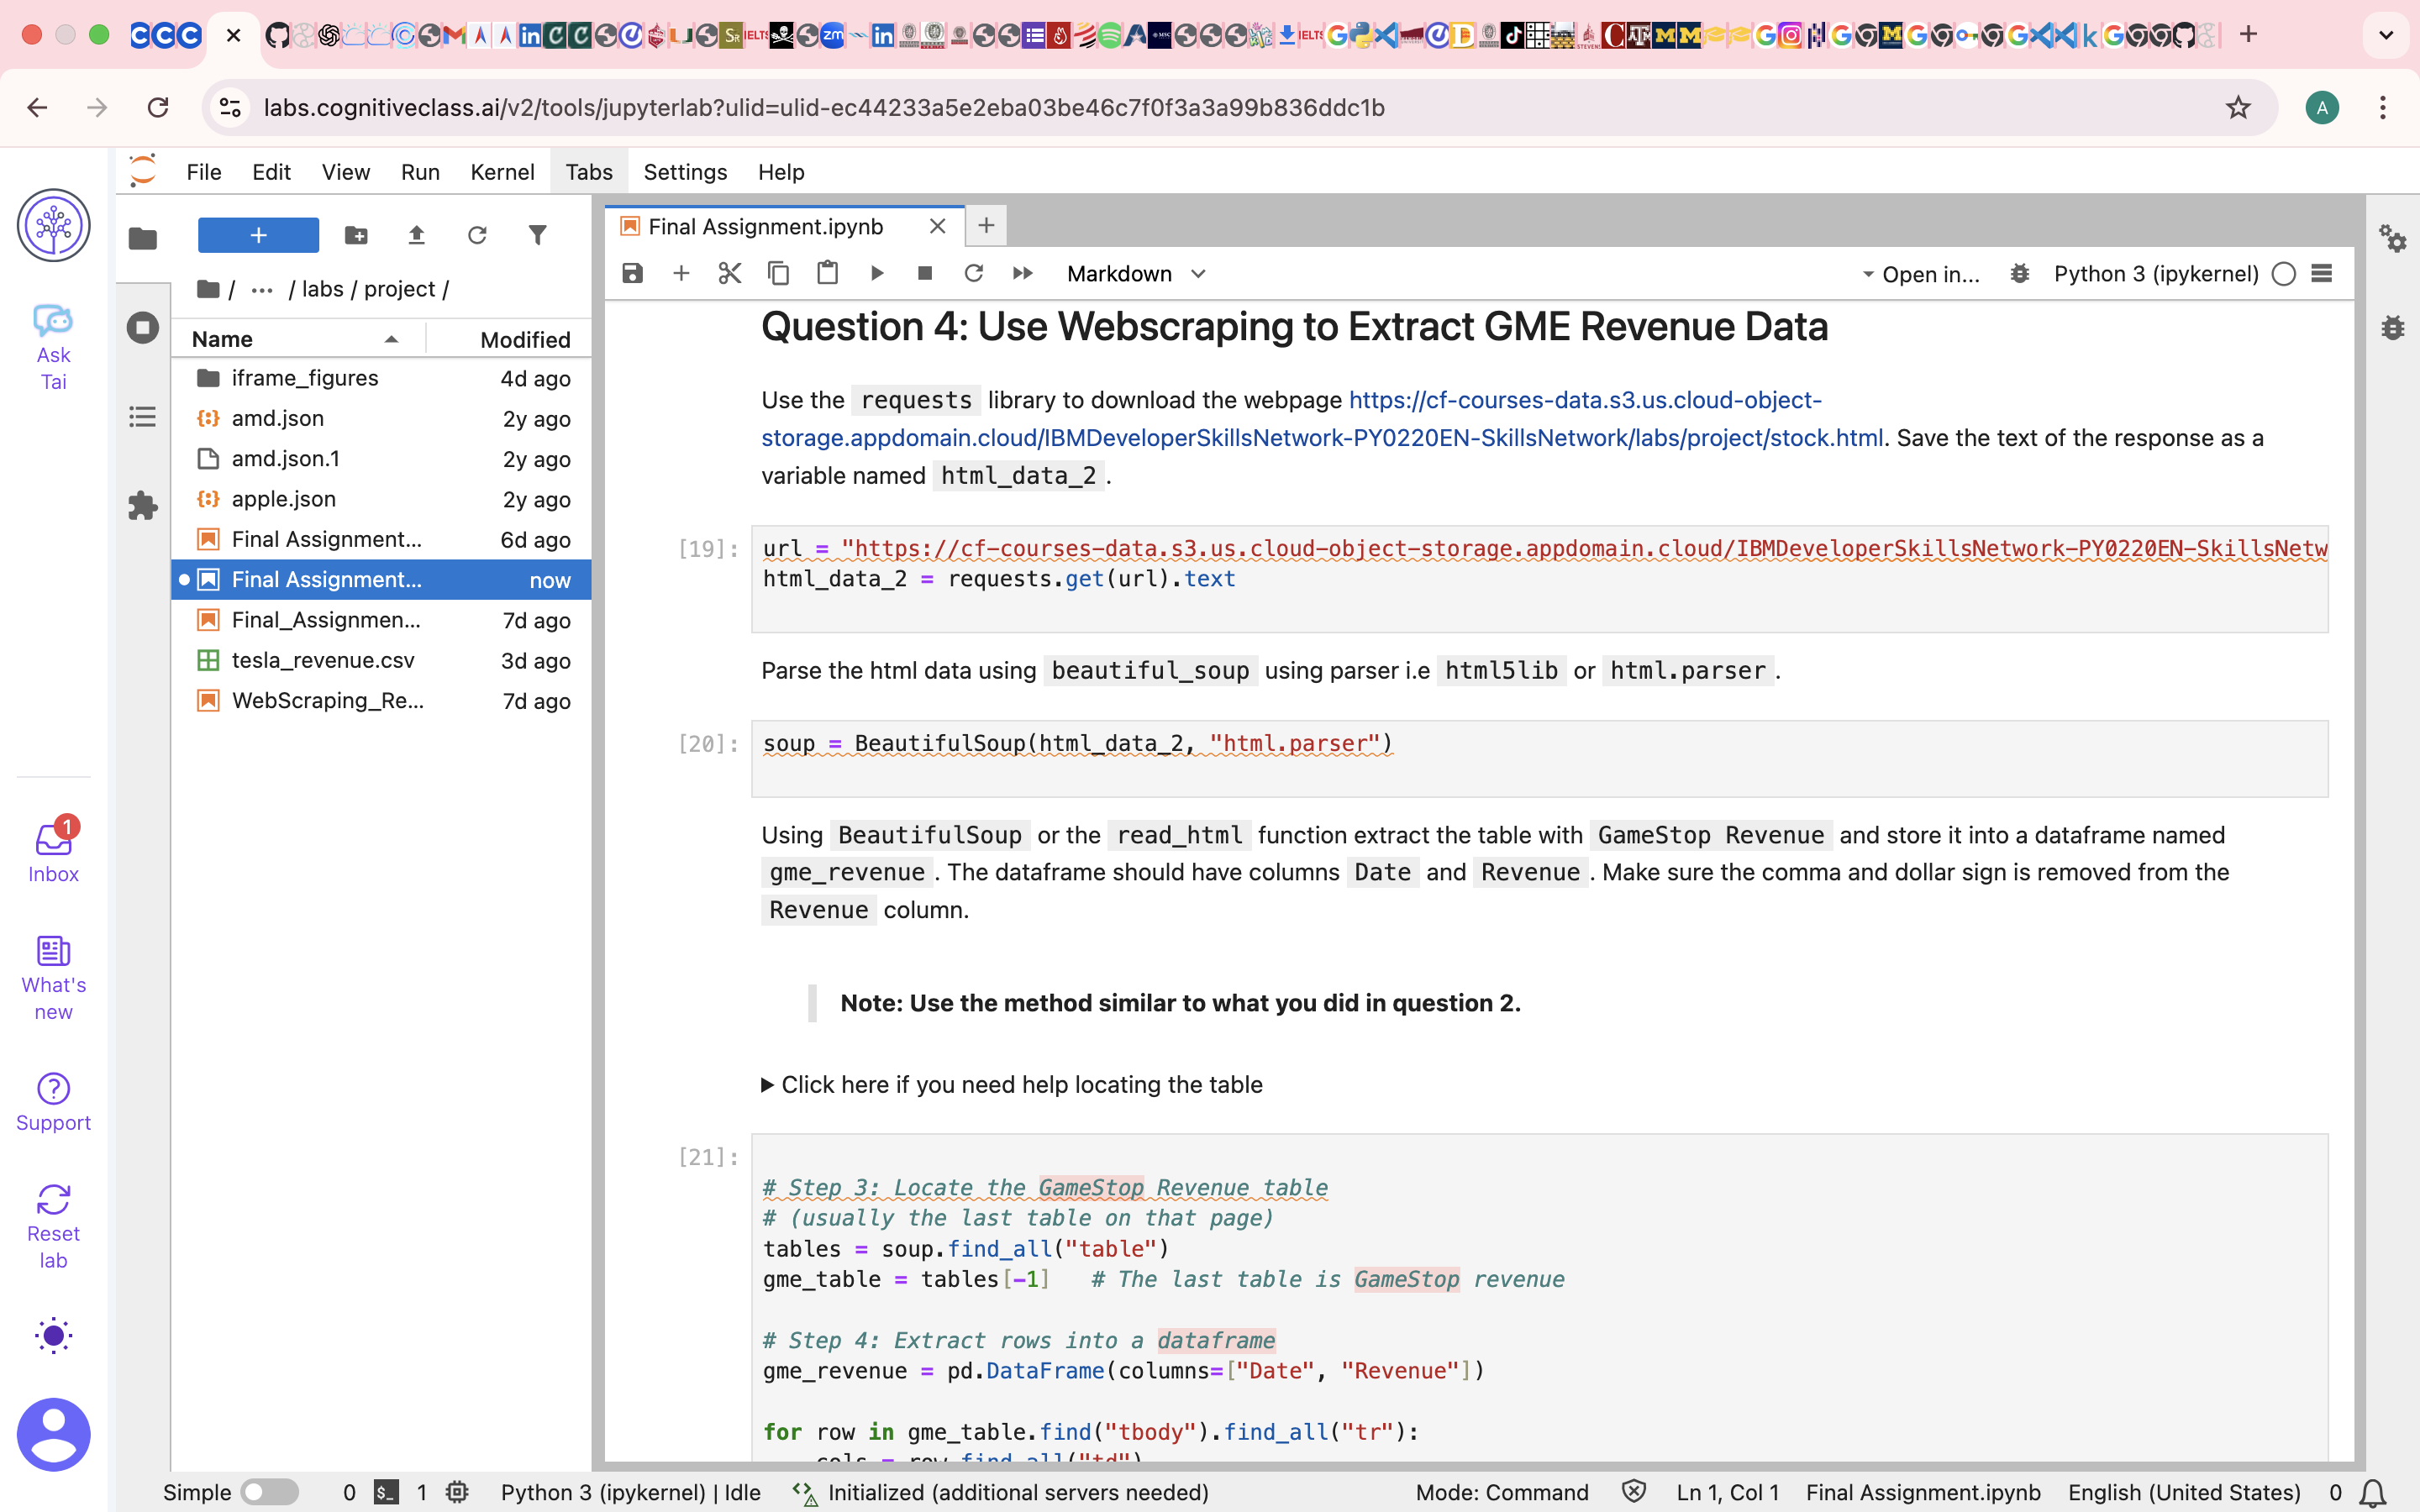 labs.cognitiveclass.ai/v2/tools/jupyterlab?ulid=ulid-ec44233a5e2eba03be46c7f0f3a3a99b836ddc1b
A
File Edit View Run Kernel Tabs Settings Help
Ask
Tai
Inbox
1
What's
new
Support
Reset
lab
/ ... / labs / project /
Name Modified
iframe_figures 4d ago
amd.json 2y ago
amd.json.1 2y ago
apple.json 2y ago
Final Assignment... 6d ago
Final Assignment... now
Final_Assignmen... 7d ago
tesla_revenue.csv 3d ago
WebScraping_Re... 7d ago
Final Assignment.ipynb
Markdown
Open in...
Python 3 (ipykernel)
Question 4: Use Webscraping to Extract GME Revenue Data
Use the requests library to download the webpage https://cf-courses-data.s3.us.cloud-object-
storage.appdomain.cloud/IBMDeveloperSkillsNetwork-PY0220EN-SkillsNetwork/labs/project/stock.html. Save the text of the response as a
variable named html_data_2 .
[19]: url = "https://cf-courses-data.s3.us.cloud-object-storage.appdomain.cloud/IBMDeveloperSkillsNetwork-PY0220EN-SkillsNetw
html_data_2 = requests.get(url).text
Parse the html data using beautiful_soup using parser i.e html5lib or html.parser .
[20]: soup = BeautifulSoup(html_data_2, "html.parser")
Using BeautifulSoup or the read_html function extract the table with GameStop Revenue and store it into a dataframe named
gme_revenue . The dataframe should have columns Date and Revenue . Make sure the comma and dollar sign is removed from the
Revenue column.
Note: Use the method similar to what you did in question 2.
Click here if you need help locating the table
[21]:
# Step 3: Locate the GameStop Revenue table
# (usually the last table on that page)
tables = soup.find_all("table")
gme_table = tables[-1]   # The last table is GameStop revenue
# Step 4: Extract rows into a dataframe
gme_revenue = pd.DataFrame(columns=["Date", "Revenue"])
for row in gme_table.find("tbody").find_all("tr"):
cols = row.find_all("td")
Simple 0 $_ 1 Python 3 (ipykernel) | Idle Initialized (additional servers needed) Mode: Command Ln 1, Col 1 Final Assignment.ipynb English (United States) 0